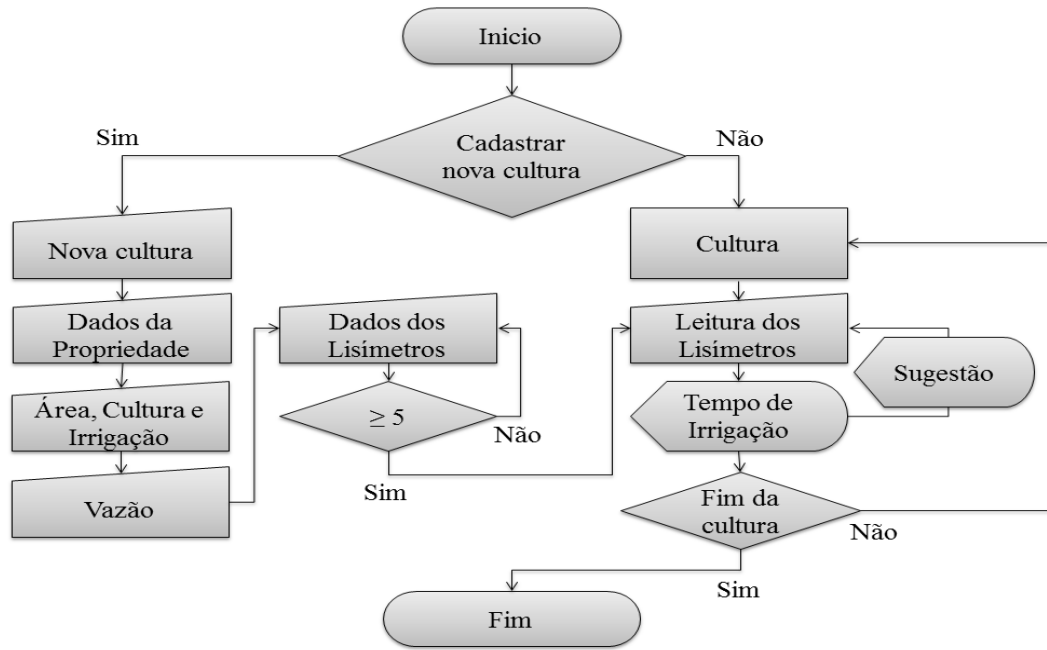 Inicio
Sim
Cadastrar
nova cultura
Não
Nova cultura
Dados da
Propriedade
Área, Cultura e
Irrigação
Vazão
Dados dos
Lisímetros
≥ 5
Não
Sim
Cultura
Leitura dos
Lisímetros
Sugestão
Tempo de
Irrigação
Fim da
cultura
Não
Sim
Fim